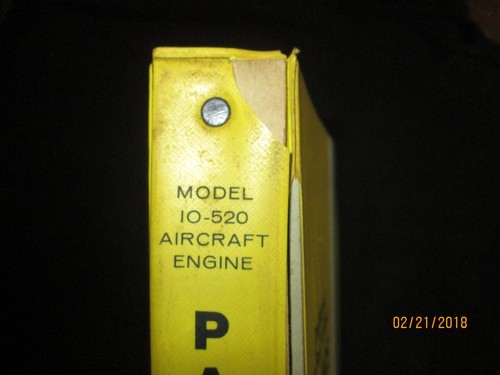 MODEL
IO-520
AIRCRAFT
ENGINE
P
02/21/2018